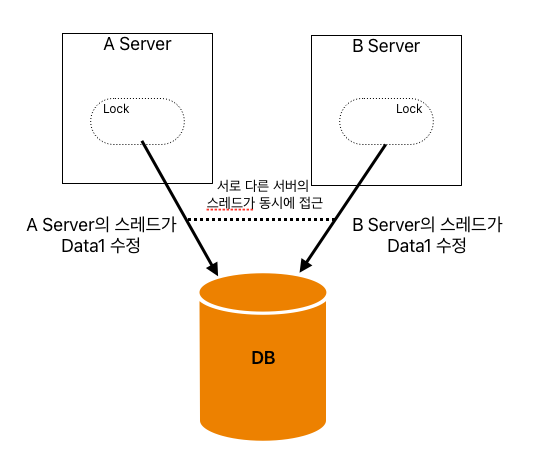 A Server
B Server
Lock
Lock
서로 다른 서버의
스레드가 동시에 접근
A Server의 스레드가
Data1 수정
B Server의 스레드가
Data1 수정
DB